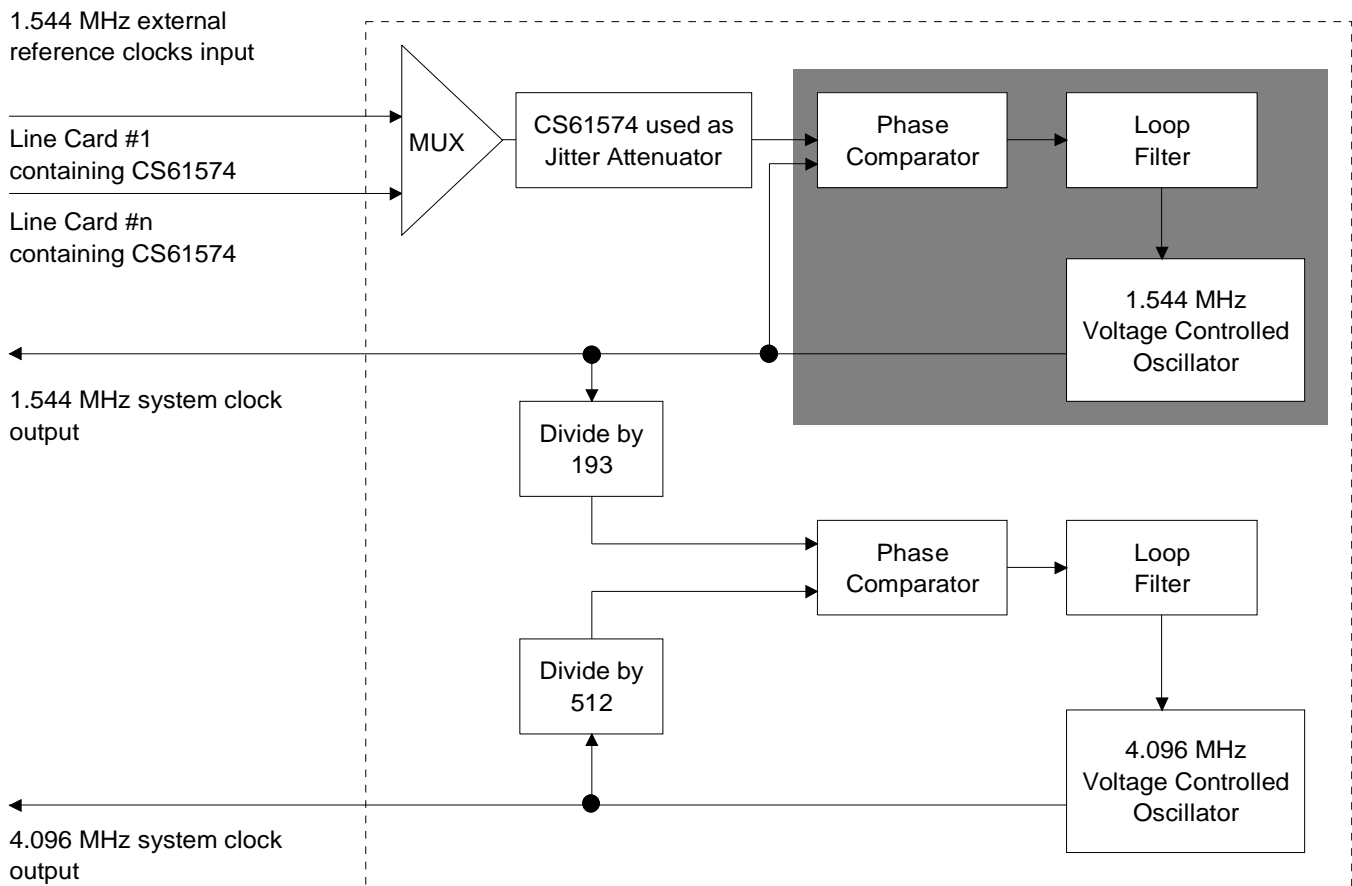 1.544 MHz external
reference clocks input
Line Card #1
containing CS61574
Line Card #n
containing CS61574
MUX
CS61574 used as
Jitter Attenuator
Phase
Comparator
Loop
Filter
1.544 MHz
Voltage Controlled
Oscillator
1.544 MHz system clock
output
Divide by
193
Phase
Comparator
Loop
Filter
Divide by
512
4.096 MHz
Voltage Controlled
Oscillator
4.096 MHz system clock
output